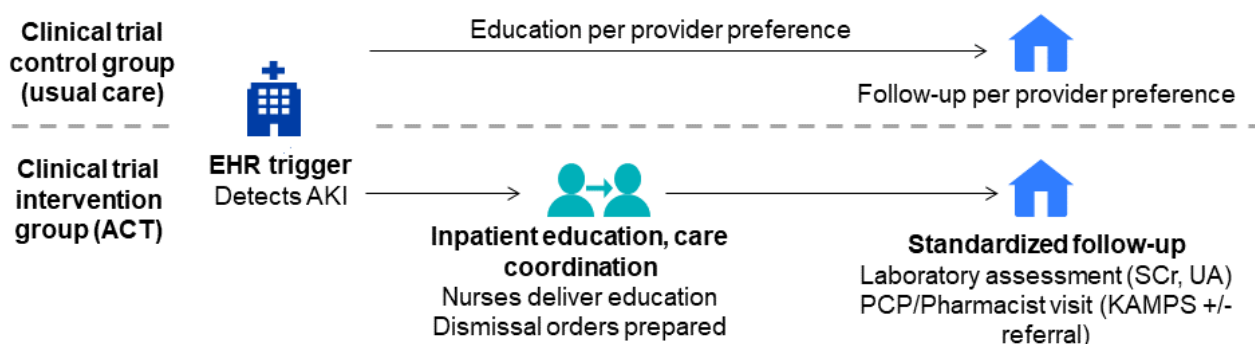 Clinical trial
control group
(usual care)
Education per provider preference
Follow-up per provider preference
EHR trigger
Detects AKI
Clinical trial
intervention
group (ACT)
Inpatient education, care
coordination
Nurses deliver education
Dismissal orders prepared
Standardized follow-up
Laboratory assessment (SCr, UA)
PCP/Pharmacist visit (KAMPS +/-
referral)